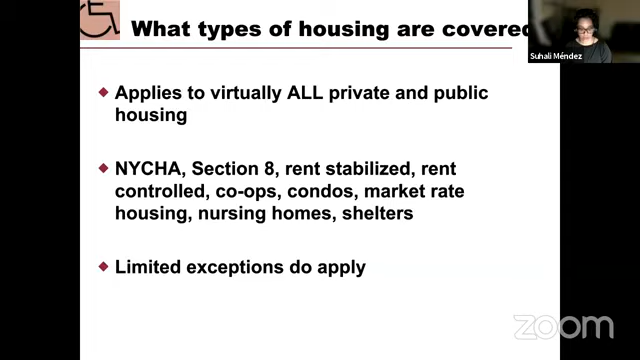 What types of housing are covere
Suhali Méndez
Applies to virtually ALL private and public
housing
NYCHA, Section 8, rent stabilized, rent
controlled, co-ops, condos, market rate
housing, nursing homes, shelters
Limited exceptions do apply
zoom